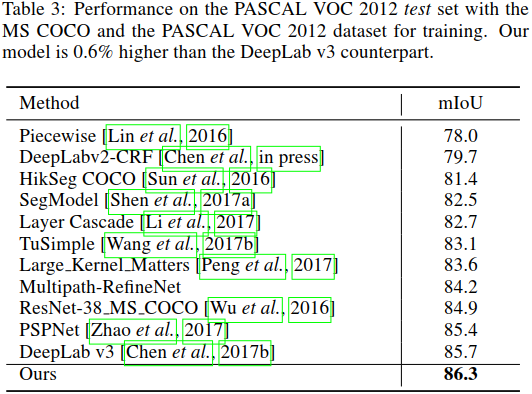 Table 3: Performance on the PASCAL VOC 2012 test set with the
MS COCO and the PASCAL VOC 2012 dataset for training. Our
model is 0.6% higher than the DeepLab v3 counterpart.
Method mIoU
Piecewise [Lin et al., 2016] 78.0
DeepLabv2-CRF [Chen et al., in press] 79.7
HikSeg COCO [Sun et al., 2016] 81.4
SegModel [Shen et al., 2017a] 82.5
Layer Cascade [Li et al., 2017] 82.7
TuSimple [Wang et al., 2017b] 83.1
Large_Kernel_Matters [Peng et al., 2017] 83.6
Multipath-RefineNet 84.2
ResNet-38_MS_COCO [Wu et al., 2016] 84.9
PSPNet [Zhao et al., 2017] 85.4
DeepLab v3 [Chen et al., 2017b] 85.7
Ours 86.3